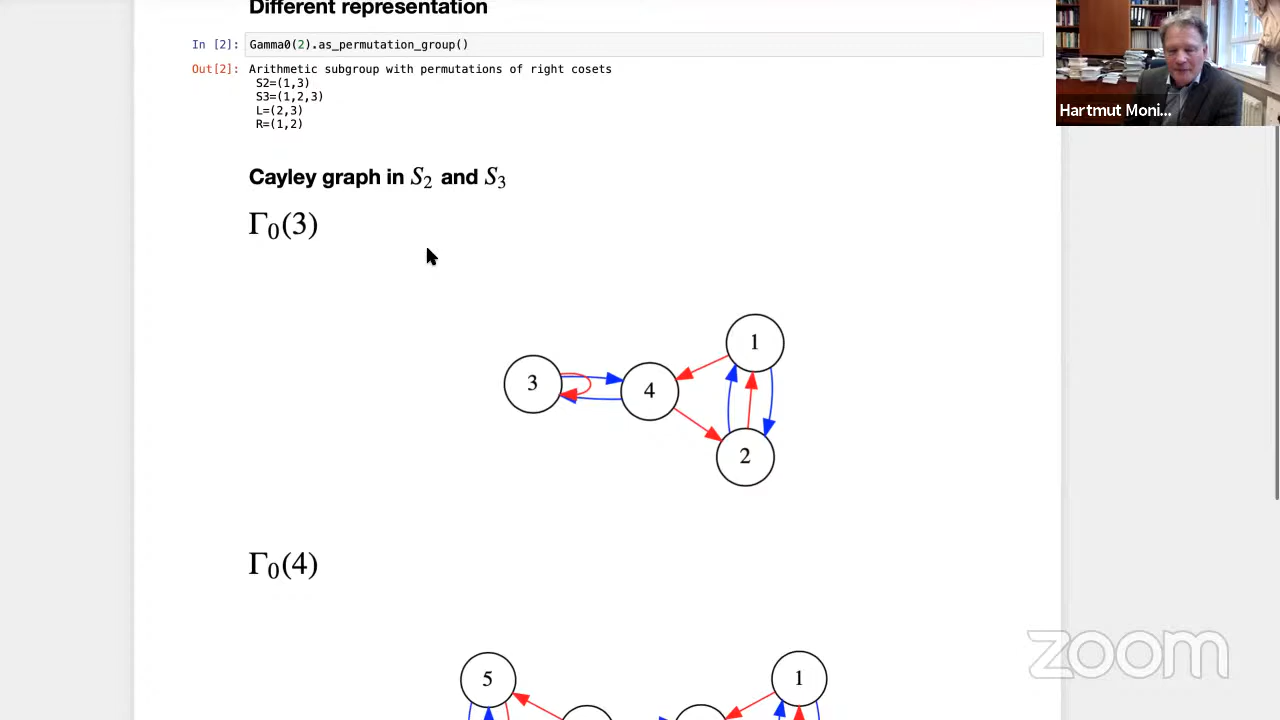 Different representation
In [2]: Gamma0(2).as_permutation_group()
Out[2]: Arithmetic subgroup with permutations of right cosets
S2=(1,3)
S3=(1,2,3)
L=(2,3)
R=(1,2)
Hartmut Moni...
Cayley graph in S₂ and S₃
Γ₀(3)
1
3
4
2
Γ₀(4)
5
1
zoom